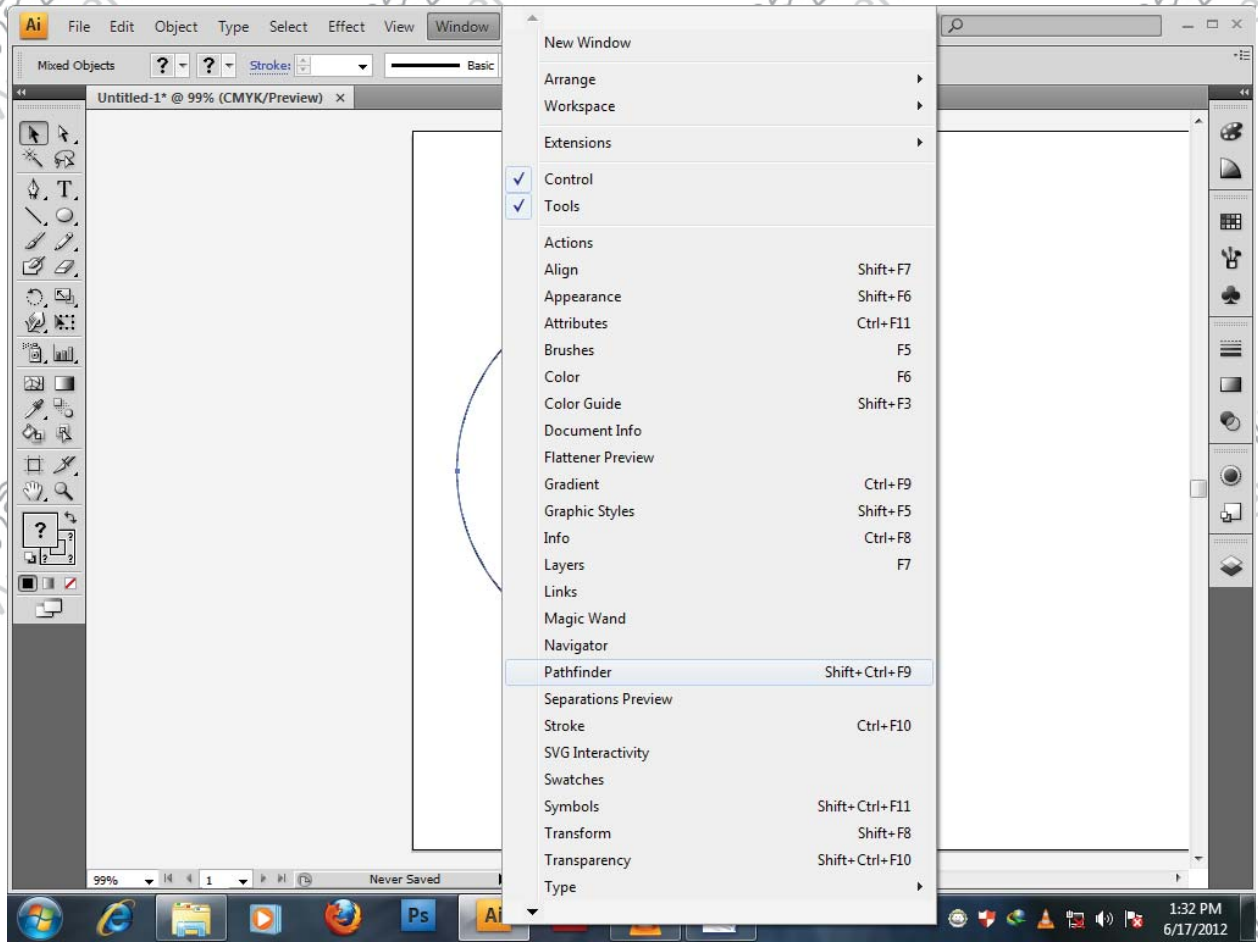 Ai File Edit Object Type Select Effect View Window
Mixed Objects ? ? Stroke: Basic
Untitled-1* @ 99% (CMYK/Preview) ×
New Window
Arrange
Workspace
Extensions
Control
Tools
Actions
Align Shift+F7
Appearance Shift+F6
Attributes Ctrl+F11
Brushes F5
Color F6
Color Guide Shift+F3
Document Info
Flattener Preview
Gradient Ctrl+F9
Graphic Styles Shift+F5
Info Ctrl+F8
Layers F7
Links
Magic Wand
Navigator
Pathfinder Shift+Ctrl+F9
Separations Preview
Stroke Ctrl+F10
SVG Interactivity
Swatches
Symbols Shift+Ctrl+F11
Transform Shift+F8
Transparency Shift+Ctrl+F10
Type
T
? ?
? ?
99% 1 Never Saved
Ps Ai
1:32 PM
6/17/2012